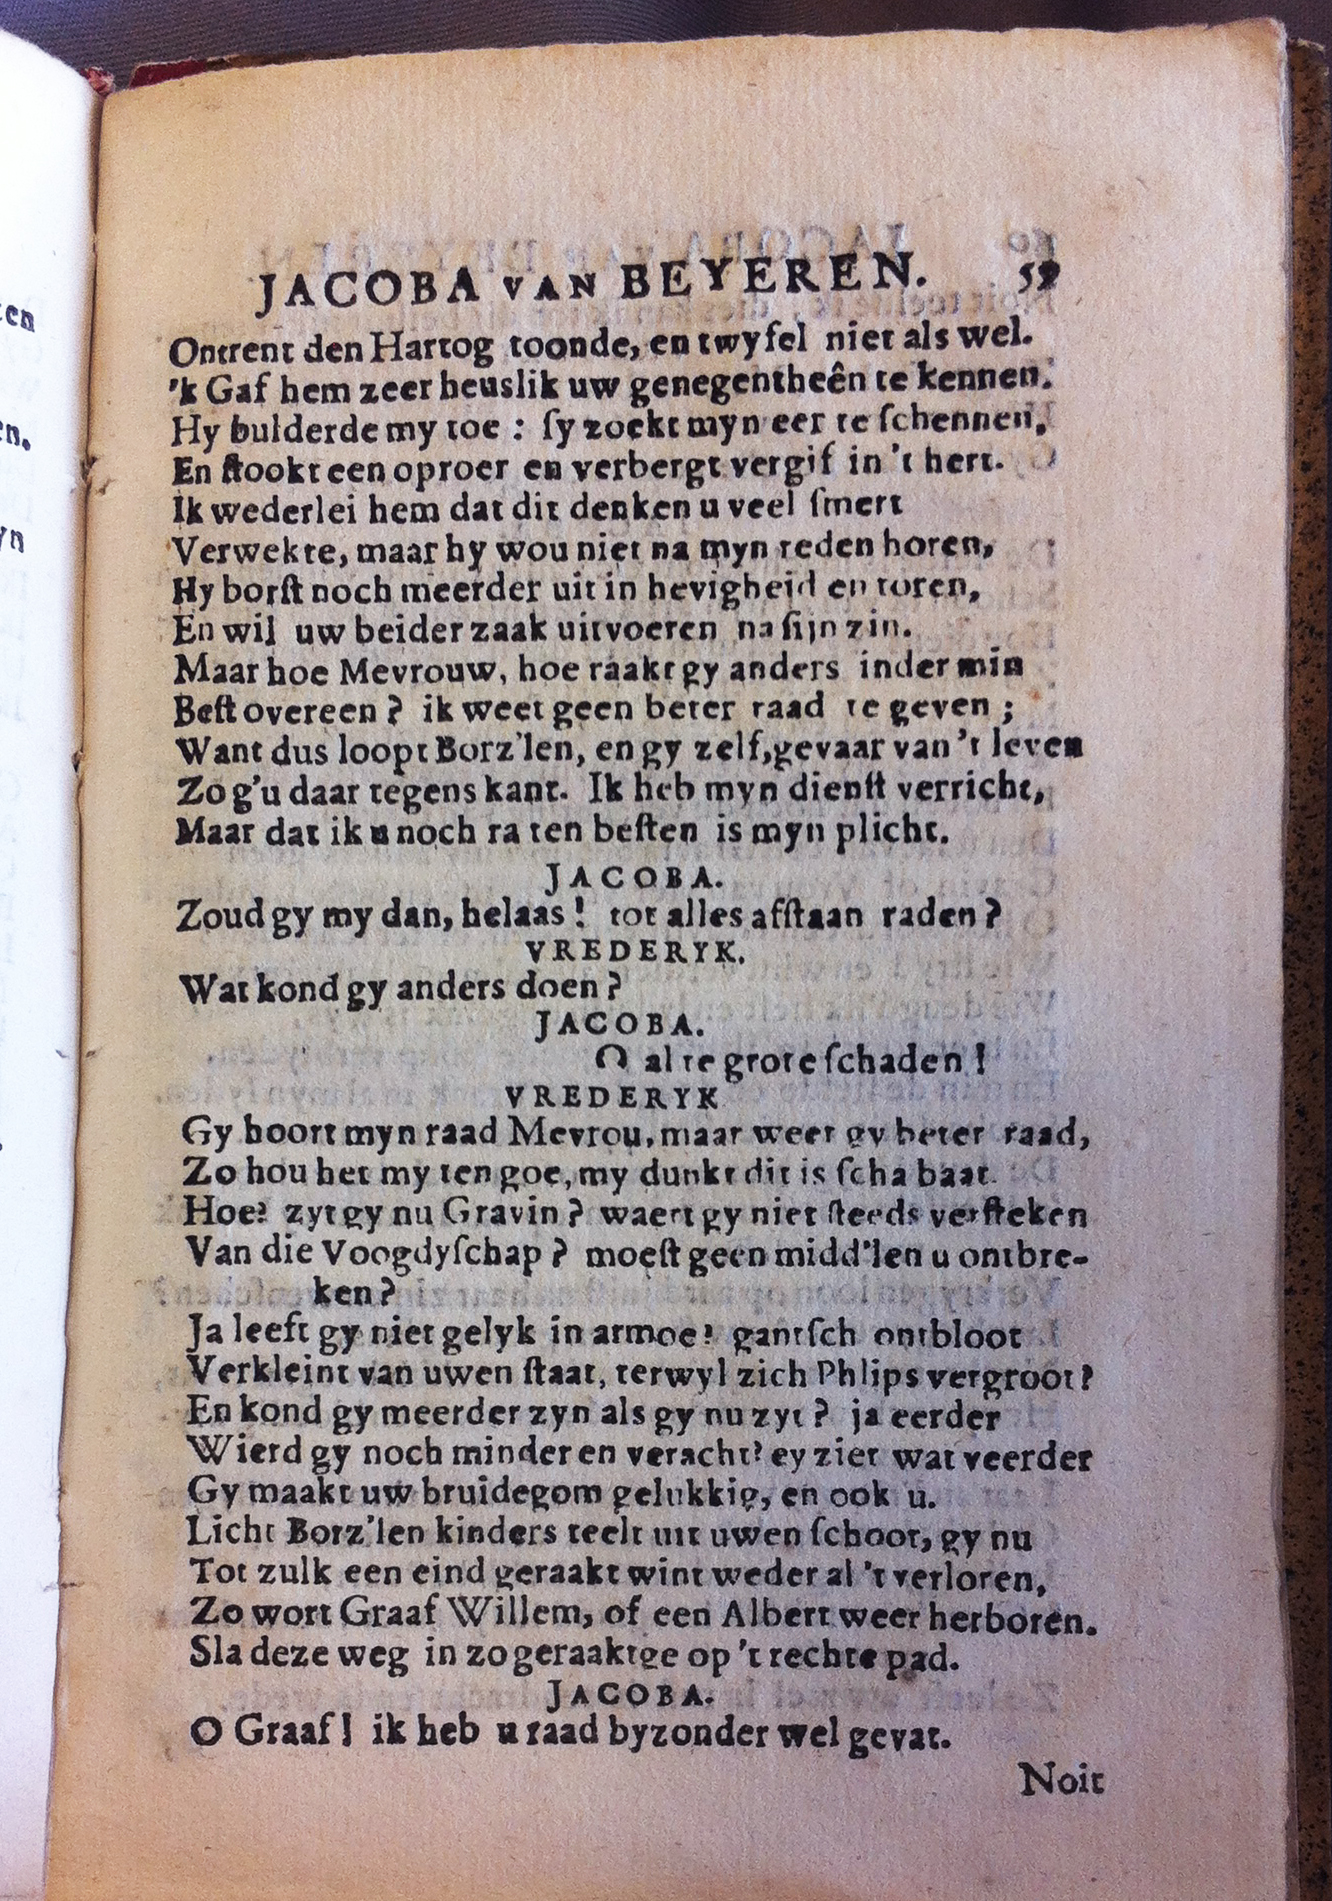 JACOBA VAN BEYEREN. 59
Ontrent den Hartog toonde, en twyfel niet als wel.
'k Gaf hem zeer heuslik uw genegentheên te kennen.
Hy bulderde my toe : ſy zoekt myn eer te ſchennen,
En ſtookt een oproer en verbergt vergif in 't hert.
Ik wederlei hem dat dit denken u veel ſmert
Verwekte, maar hy wou niet na myn reden horen,
Hy borſt noch meerder uit in hevigheid en toren,
En wil uw beider zaak uitvoeren na ſijn zin.
Maar hoe Mevrouw, hoe raakt gy anders in der min
Beſt overeen ? ik weet geen beter raad te geven ;
Want dus loopt Borz'len, en gy zelf, gevaar van 't leven
Zo g'u daar tegens kant. Ik heb myn dienſt verricht,
Maar dat ik u noch ra ten beſten is myn plicht.
JACOBA.
Zoud gy my dan, helaas ! tot alles afſtaan raden ?
VREDERYK.
Wat kond gy anders doen ?
JACOBA.
O al te grote ſchaden !
VREDERYK
Gy hoort myn raad Mevrou, maar weet gy beter raad,
Zo hou het my ten goe, my dunkt dit is ſcha baat.
Hoe? zyt gy nu Gravin ? waert gy niet ſteeds verſteken
Van die Voogdyſchap ? moeſt geen midd'len u ontbre-
ken ?
Ja leeft gy niet gelyk in armoe? gantſch ontbloot
Verkleint van uwen ſtaat, terwyl zich Phlips vergroot?
En kond gy meerder zyn als gy nu zyt ? ja eerder
Wierd gy noch minder en veracht? ey ziet wat veerder
Gy maakt uw bruidegom gelukkig, en ook u.
Licht Borz'len kinders teelt uit uwen ſchoot, gy nu
Tot zulk een eind geraakt wint weder al 't verloren,
Zo wort Graaf Willem, of een Albert weer herboren.
Sla deze weg in zo geraaktge op 't rechte pad.
JACOBA.
O Graaf ! ik heb u raad byzonder wel gevat.
Noit